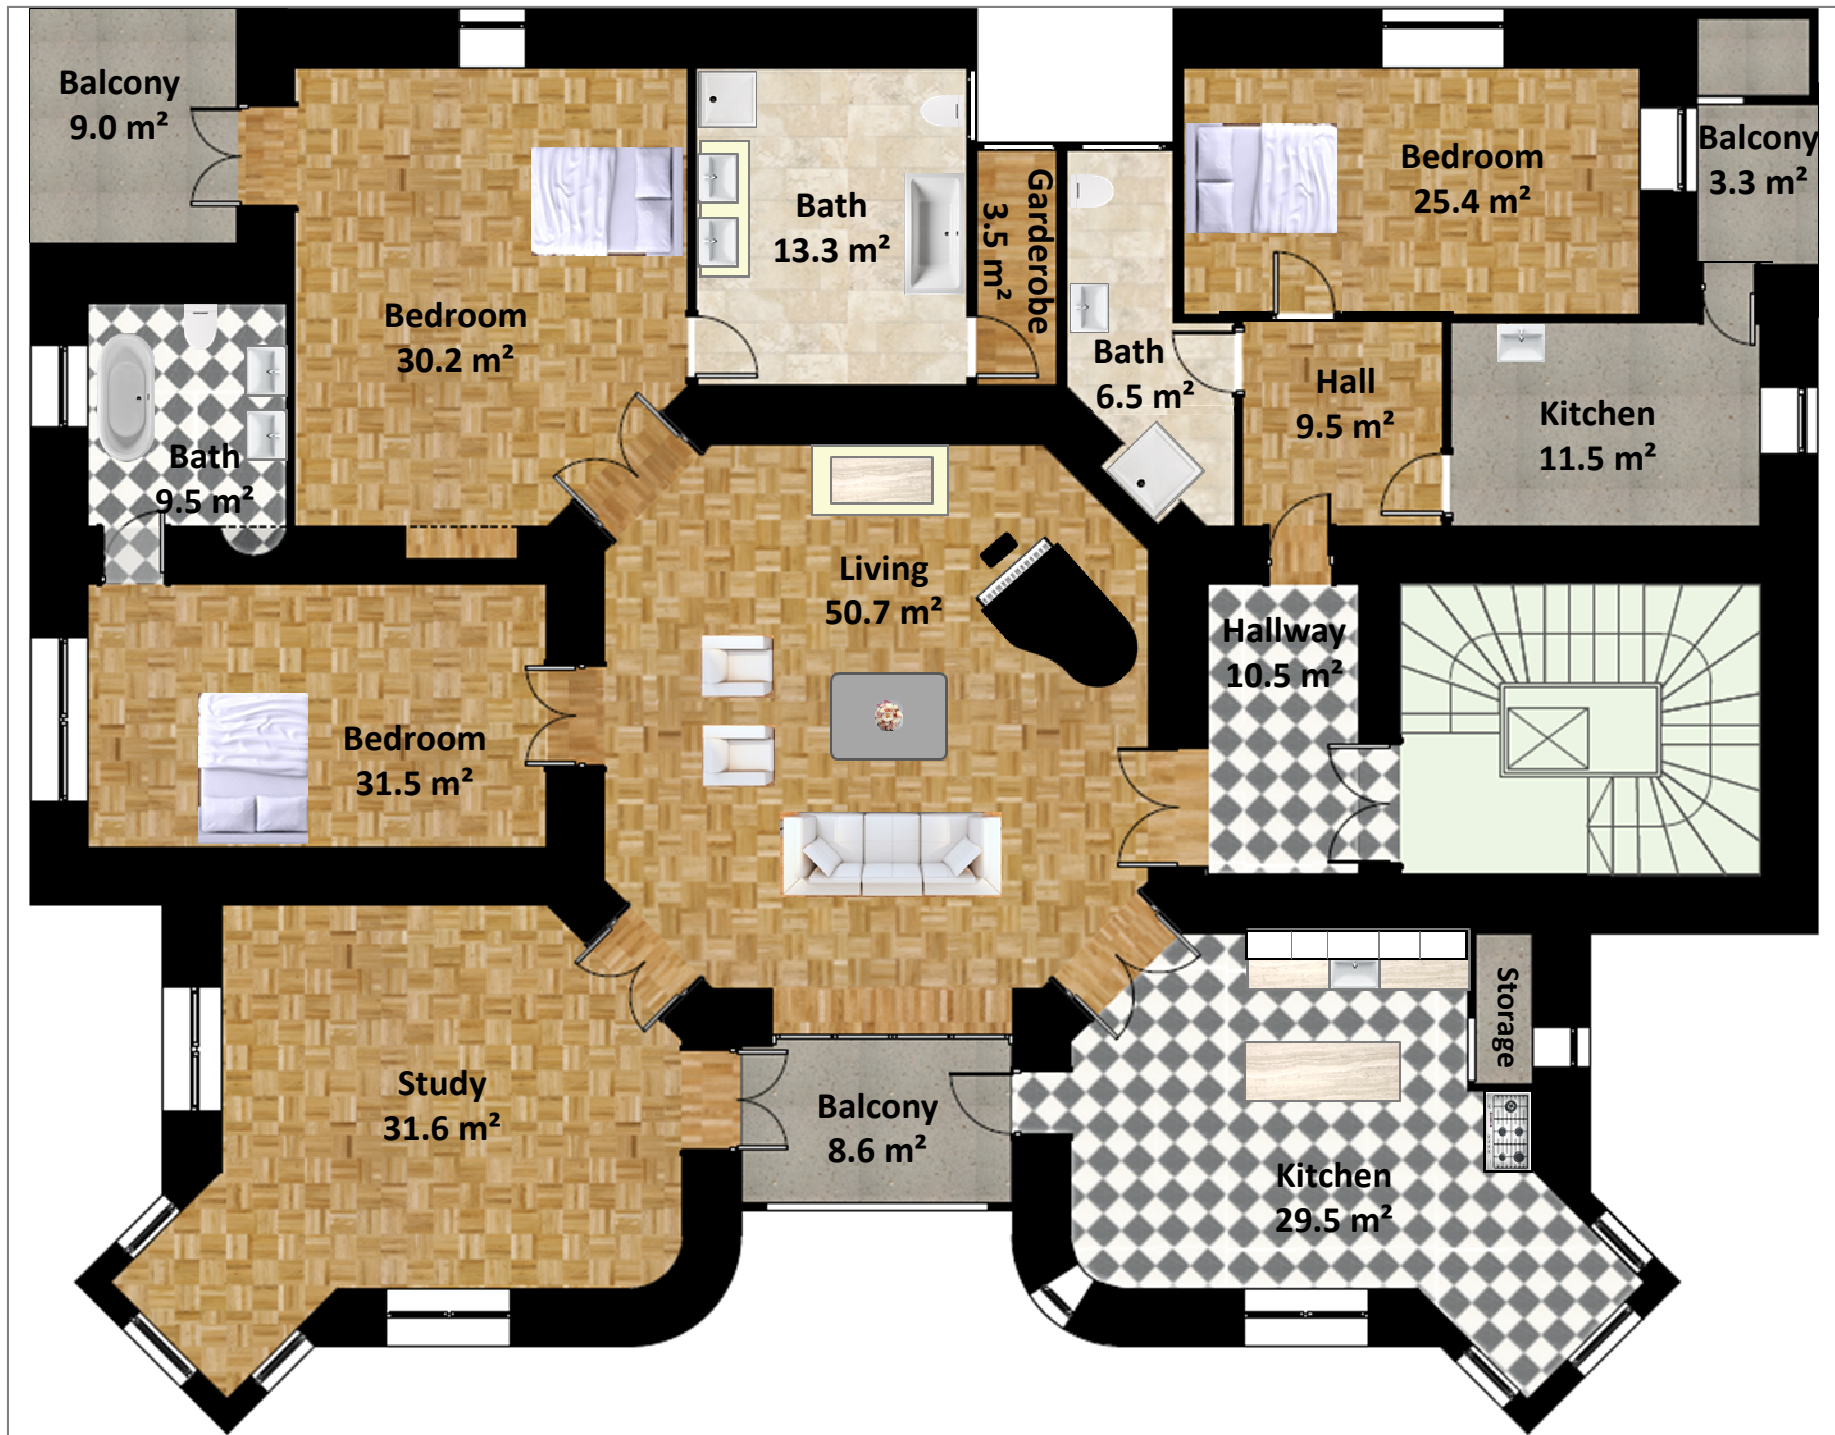 Balcony
9.0 m²
Bedroom
30.2 m²
Bath
13.3 m²
Garderobe
3.5 m²
Bedroom
25.4 m²
Balcony
3.3 m²
Bath
9.5 m²
Bath
6.5 m²
Hall
9.5 m²
Kitchen
11.5 m²
Living
50.7 m²
Hallway
10.5 m²
Bedroom
31.5 m²
Study
31.6 m²
Balcony
8.6 m²
Storage
Kitchen
29.5 m²